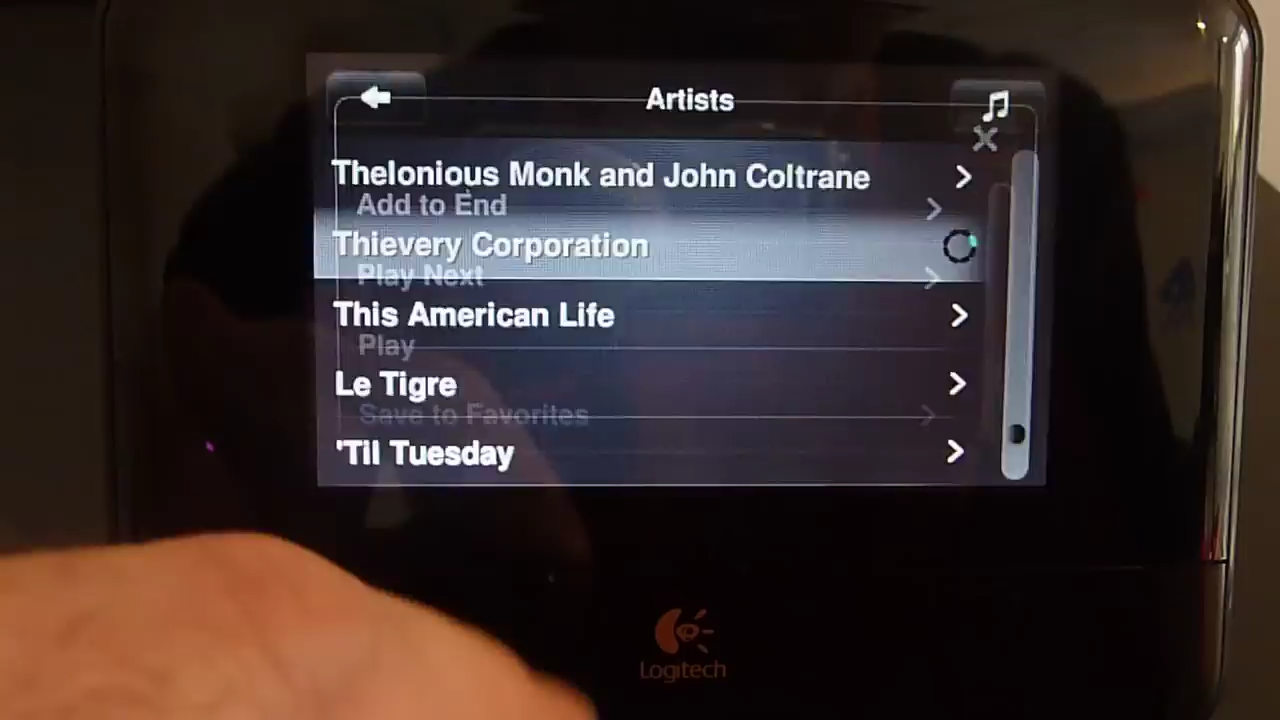 Artists
Thelonious Monk and John Coltrane
Add to End
Thievery Corporation
Play Next
This American Life
Play
Le Tigre
Save to Favorites
'Til Tuesday
Logitech